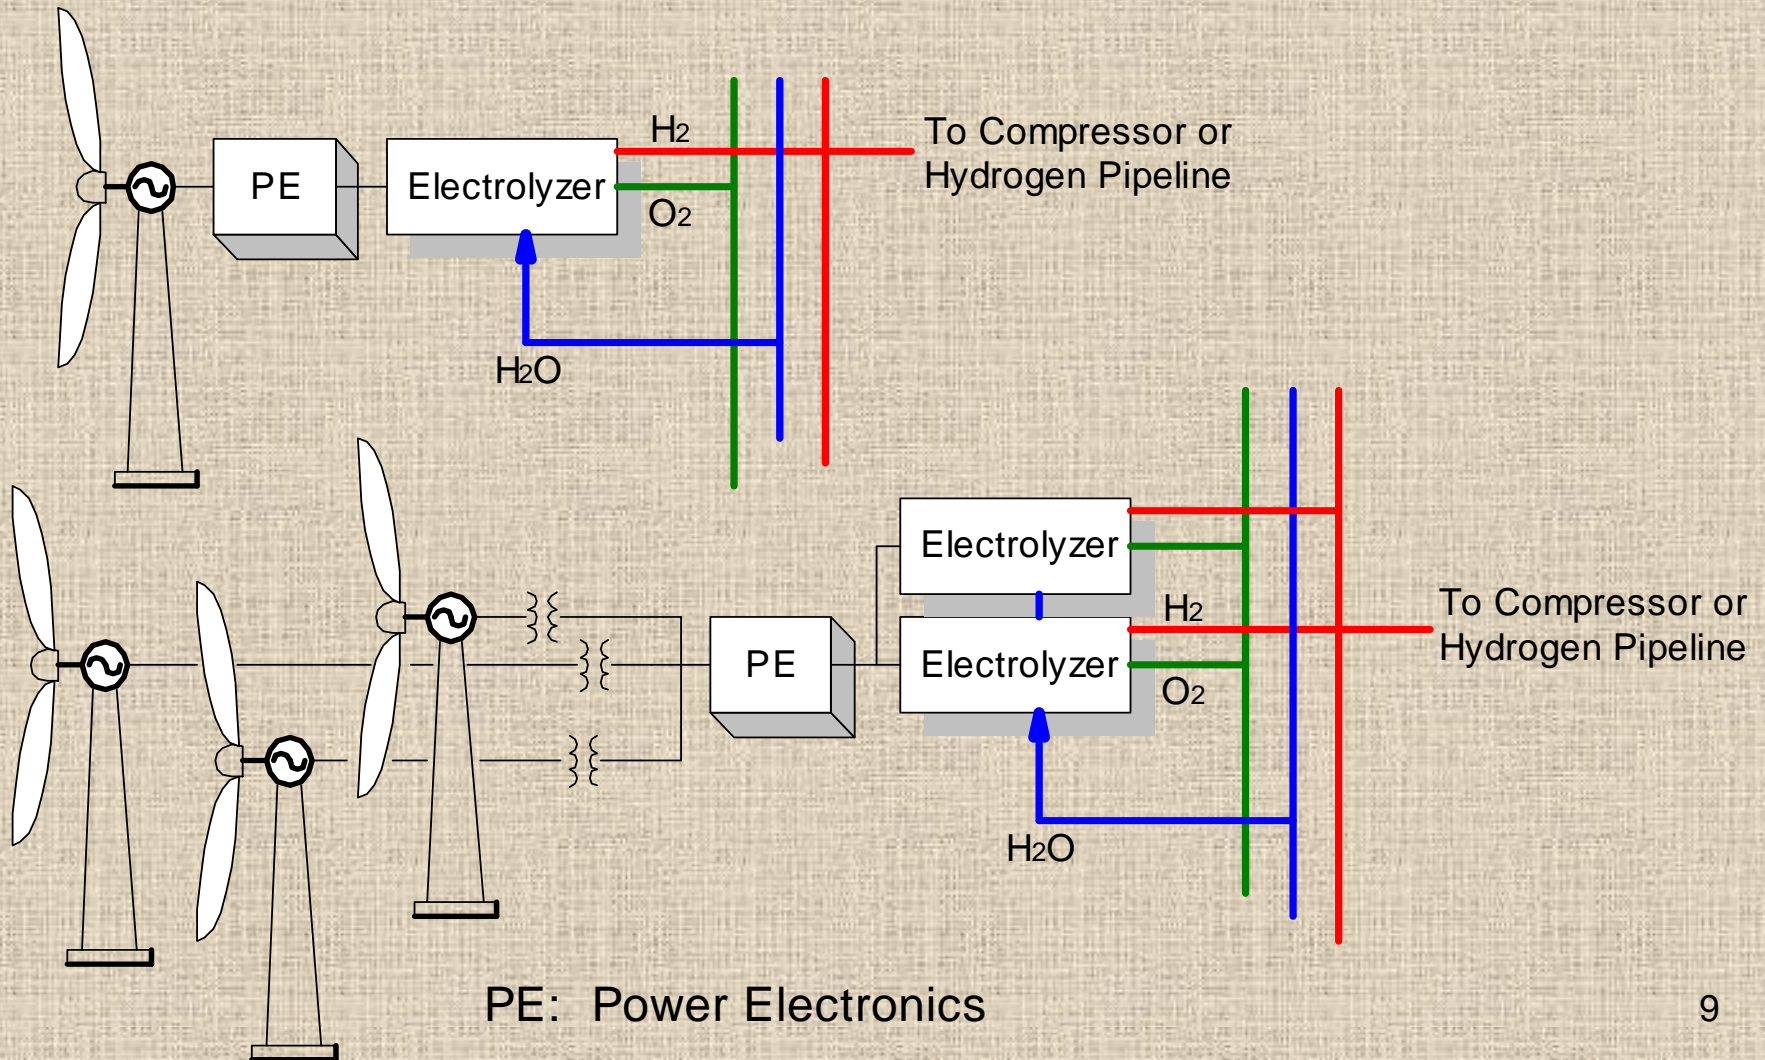 H2
To Compressor or
Hydrogen Pipeline
PE
Electrolyzer
O2
H2O
Electrolyzer
H2
To Compressor or
Hydrogen Pipeline
PE
Electrolyzer
O2
H2O
PE: Power Electronics
9